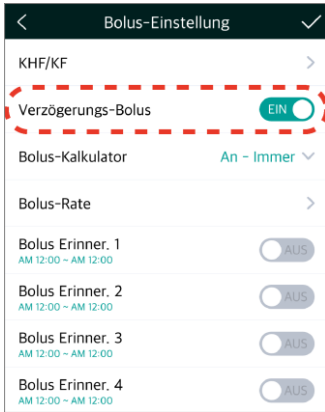 Bolus-Einstellung
KHF/KF
Verzögerungs-Bolus EIN
Bolus-Kalkulator An - Immer
Bolus-Rate
Bolus Erinner. 1 AUS
AM 12:00 ~ AM 12:00
Bolus Erinner. 2 AUS
AM 12:00 ~ AM 12:00
Bolus Erinner. 3 AUS
AM 12:00 ~ AM 12:00
Bolus Erinner. 4 AUS
AM 12:00 ~ AM 12:00